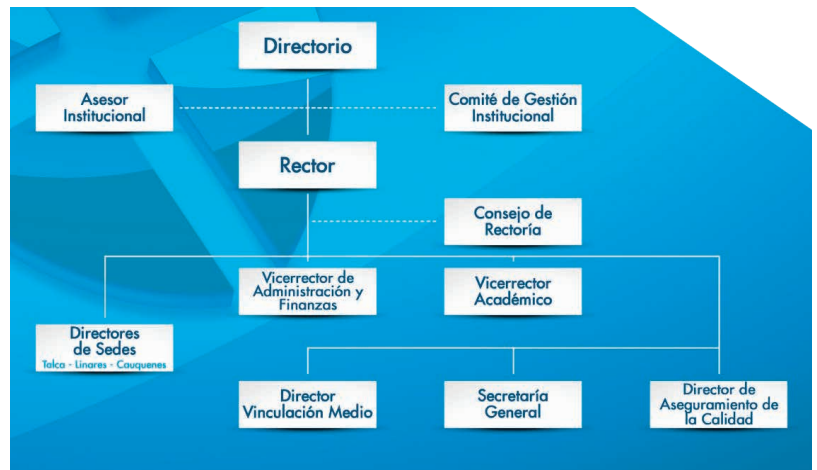 Directorio
Asesor
Institucional
Comité de Gestión
Institucional
Rector
Consejo de
Rectoría
Vicerrector de
Administración y
Finanzas
Vicerrector
Académico
Directores
de Sedes
Talca - Linares - Cauquenes
Director
Vinculación Medio
Secretaría
General
Director de
Aseguramiento de
la Calidad